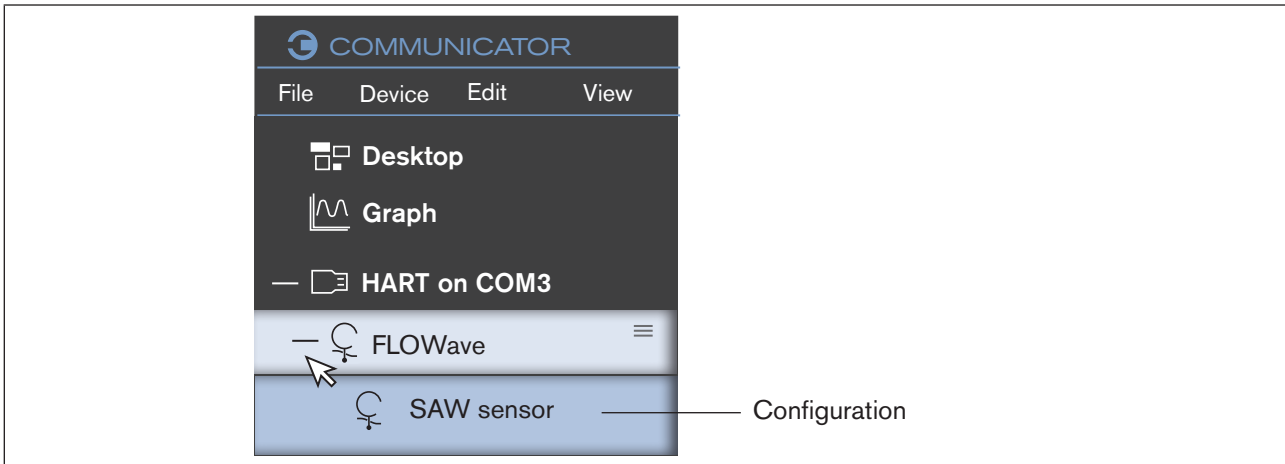 COMMUNICATOR
File Device Edit View
Desktop
Graph
HART on COM3
FLOWave
SAW sensor Configuration